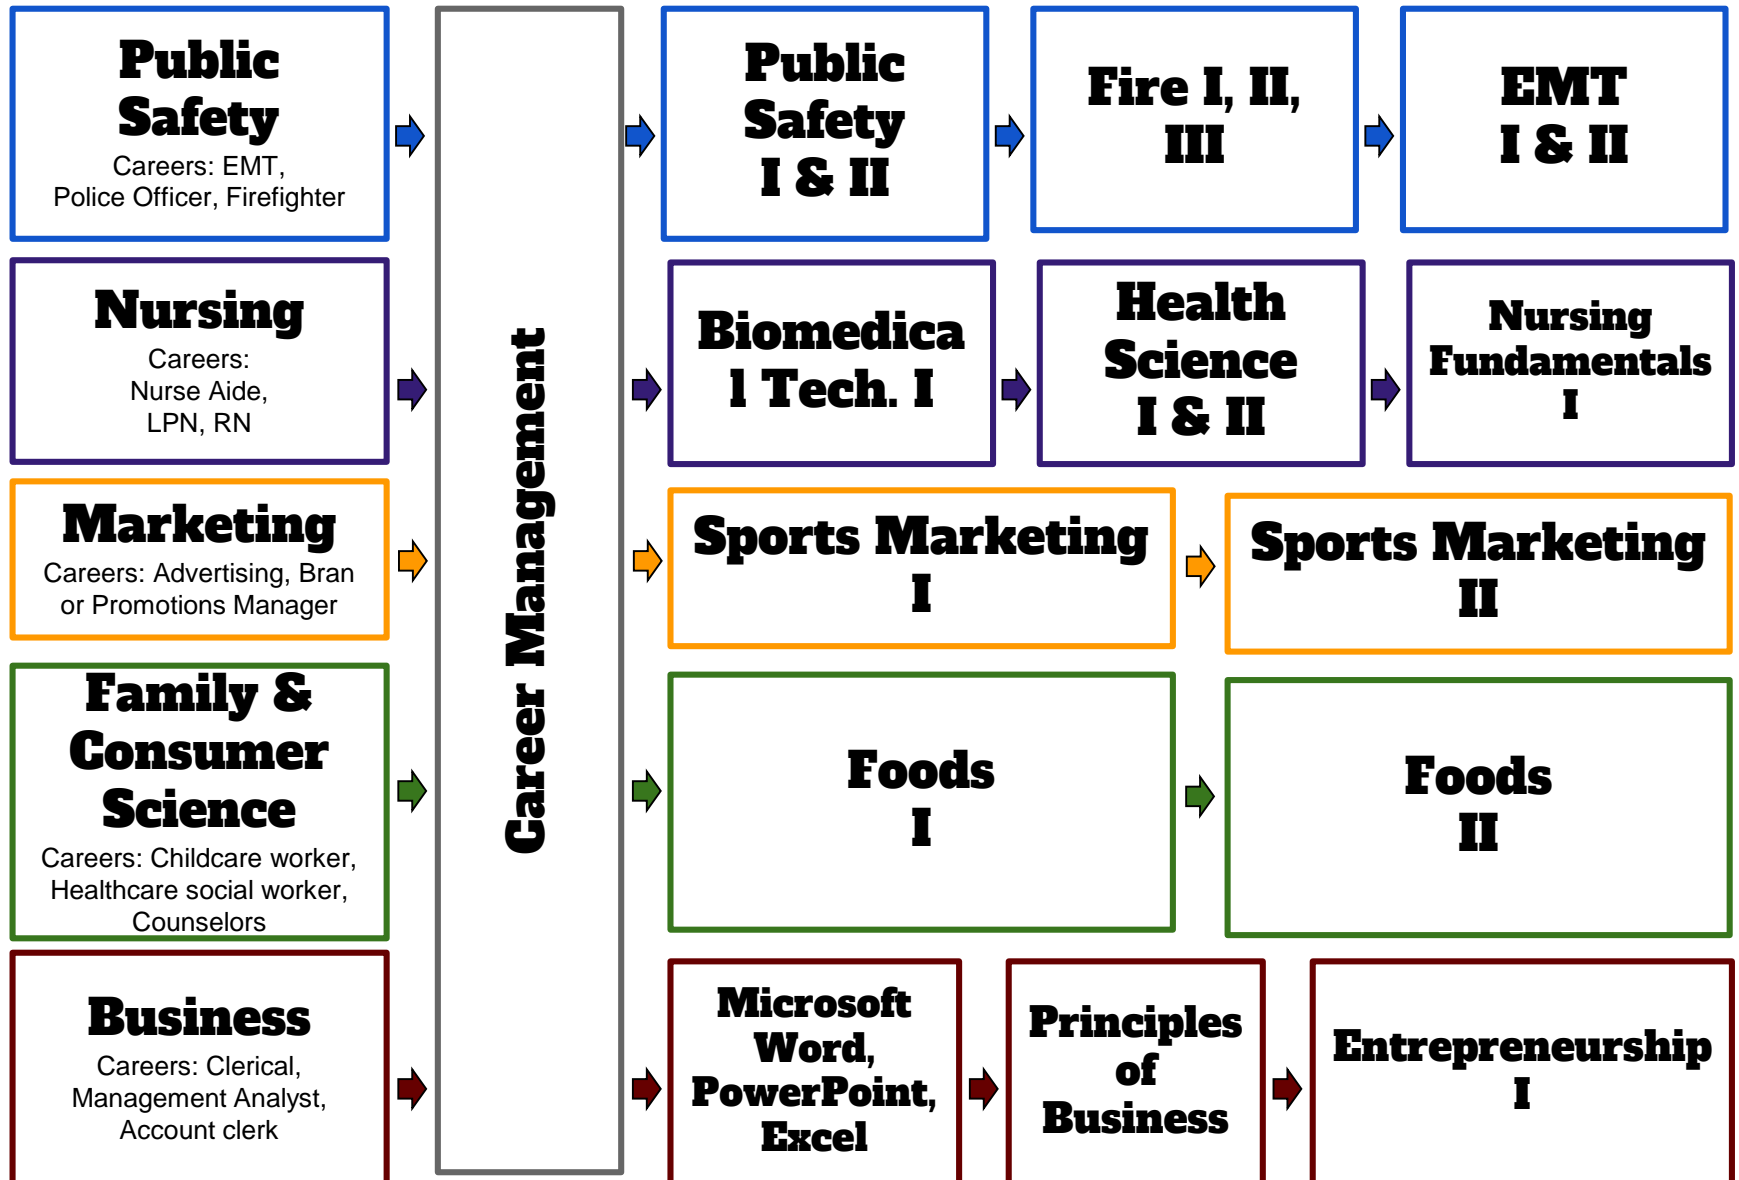 Public
Safety
Careers: EMT,
Police Officer, Firefighter
Career Management
Public
Safety
I & II
Fire I, II,
III
EMT
I & II
Nursing
Careers:
Nurse Aide,
LPN, RN
Biomedica
l Tech. I
Health
Science
I & II
Nursing
Fundamentals
I
Marketing
Careers: Advertising, Bran
or Promotions Manager
Sports Marketing
I
Sports Marketing
II
Family &
Consumer
Science
Careers: Childcare worker,
Healthcare social worker,
Counselors
Foods
I
Foods
II
Business
Careers: Clerical,
Management Analyst,
Account clerk
Microsoft
Word,
PowerPoint,
Excel
Principles
of
Business
Entrepreneurship
I